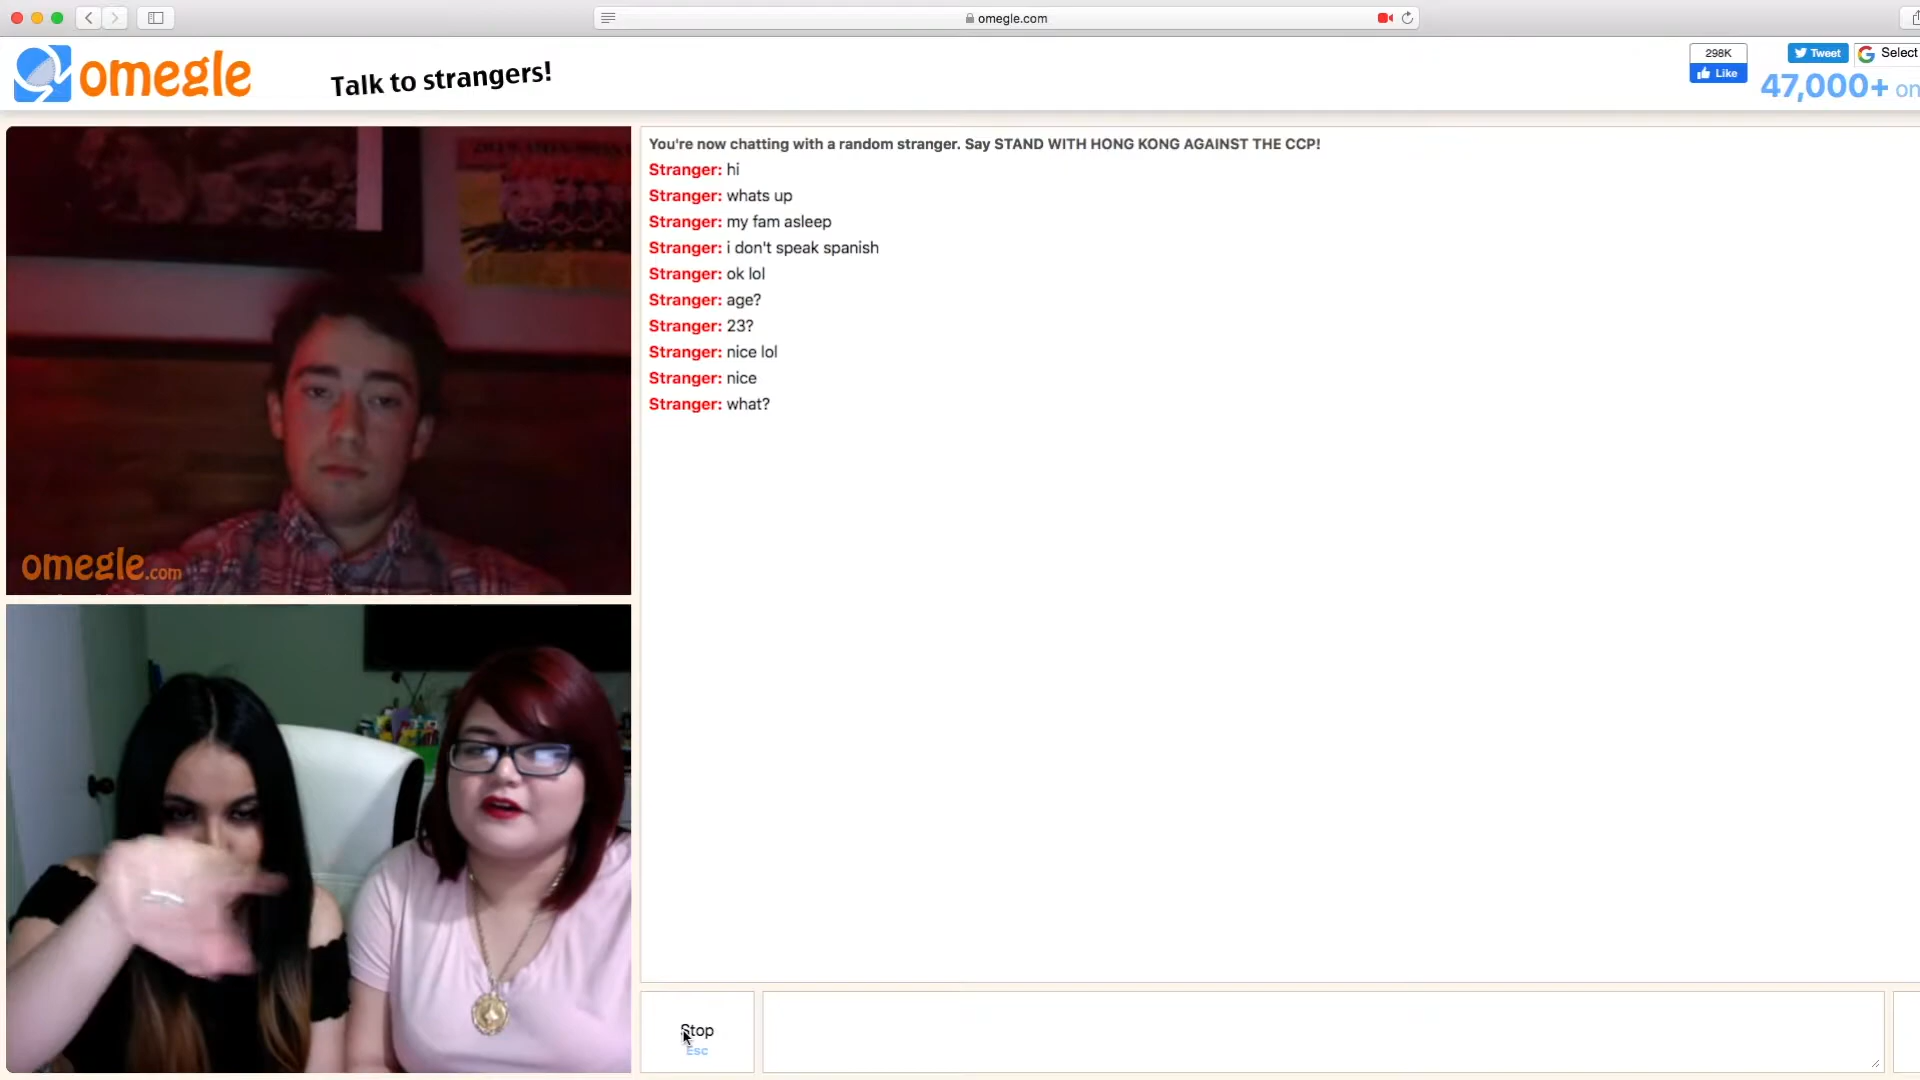 omegle.com
omegle
Talk to strangers!
298K
Like
Tweet
Select
47,000+ on
You're now chatting with a random stranger. Say STAND WITH HONG KONG AGAINST THE CCP!
Stranger: hi
Stranger: whats up
Stranger: my fam asleep
Stranger: i don't speak spanish
Stranger: ok lol
Stranger: age?
Stranger: 23?
Stranger: nice lol
Stranger: nice
Stranger: what?
omegle.com
Stop
Esc